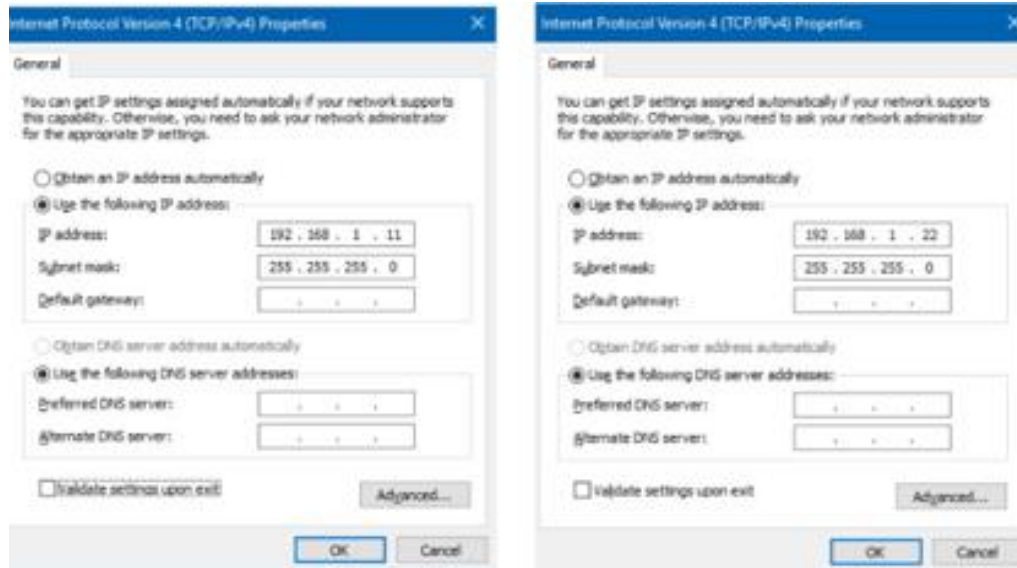 Internet Protocol Version 4 (TCP/IPv4) Properties
General
You can get IP settings assigned automatically if your network supports
this capability. Otherwise, you need to ask your network administrator
for the appropriate IP settings.
Obtain an IP address automatically
Use the following IP address:
IP address: 192 . 168 . 1 . 11
Subnet mask: 255 . 255 . 255 . 0
Default gateway: . . .
Obtain DNS server address automatically
Use the following DNS server addresses:
Preferred DNS server: . . .
Alternate DNS server: . . .
Validate settings upon exit
Advanced...
OK Cancel
Internet Protocol Version 4 (TCP/IPv4) Properties
General
You can get IP settings assigned automatically if your network supports
this capability. Otherwise, you need to ask your network administrator
for the appropriate IP settings.
Obtain an IP address automatically
Use the following IP address:
IP address: 192 . 168 . 1 . 22
Subnet mask: 255 . 255 . 255 . 0
Default gateway: . . .
Obtain DNS server address automatically
Use the following DNS server addresses:
Preferred DNS server: . . .
Alternate DNS server: . . .
Validate settings upon exit
Advanced...
OK Cancel